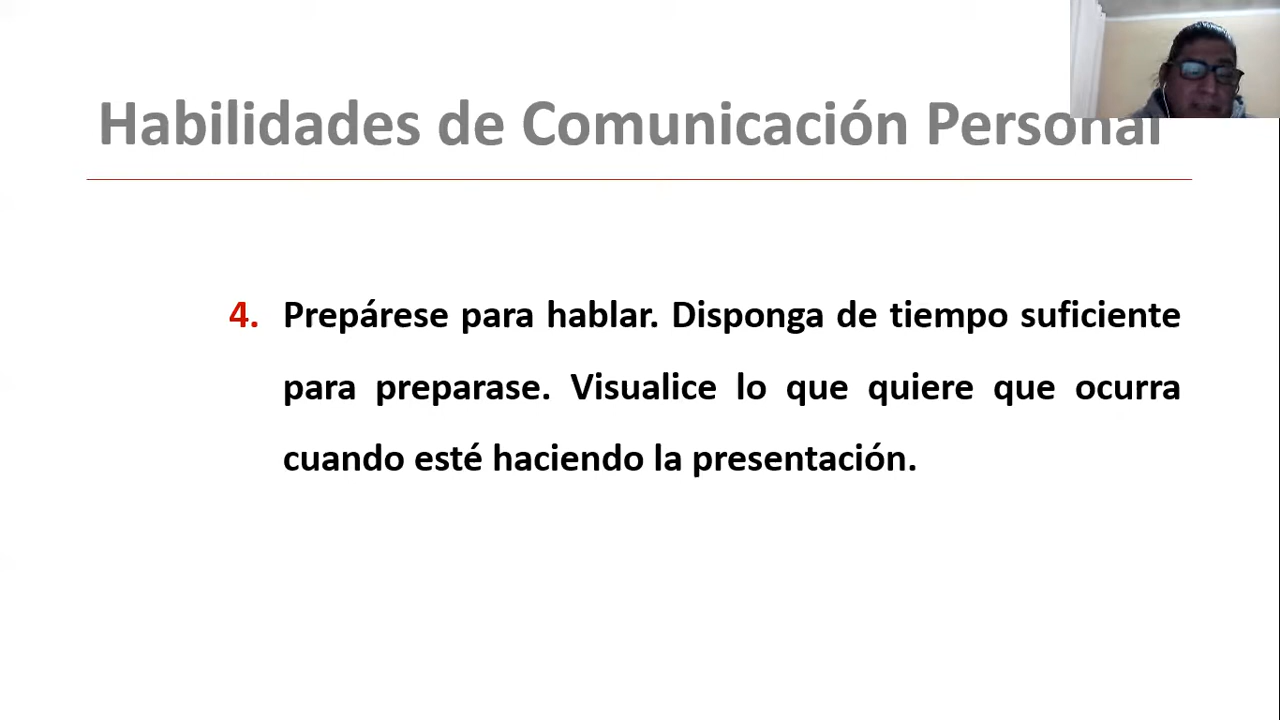 Habilidades de Comunicación Personal
4. Prepárese para hablar. Disponga de tiempo suficiente
para preparase. Visualice lo que quiere que ocurra
cuando esté haciendo la presentación.